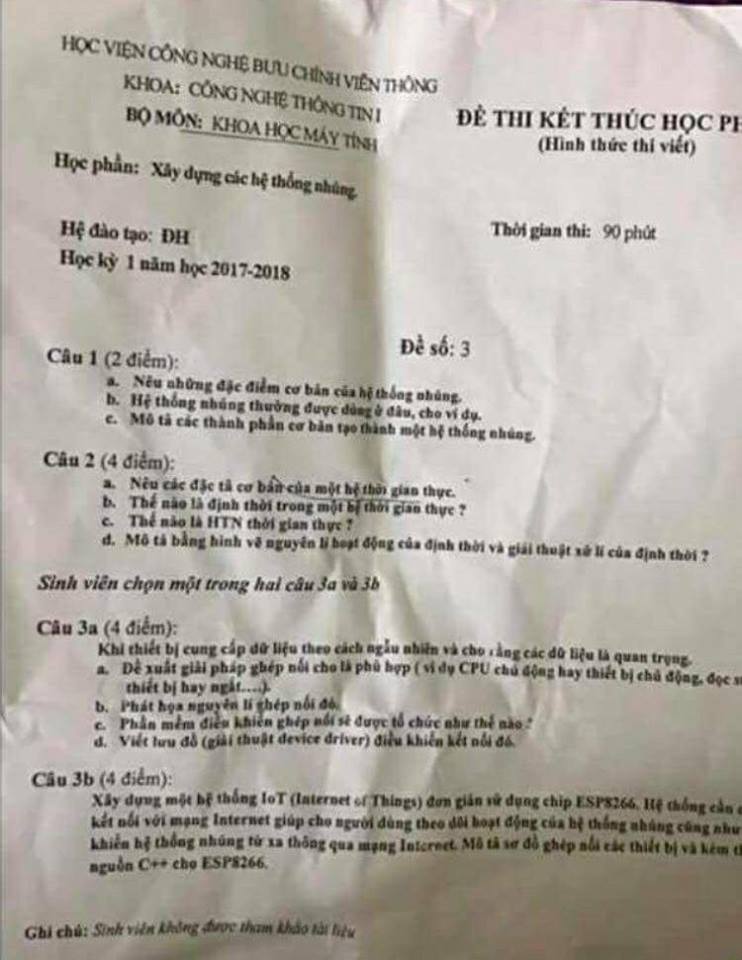 HỌC VIỆN CÔNG NGHỆ BƯU CHÍNH VIỄN THÔNG
KHOA: CÔNG NGHỆ THÔNG TIN I
BỘ MÔN: KHOA HỌC MÁY TÍNH
ĐỀ THI KẾT THÚC HỌC PH
(Hình thức thi viết)
Học phần: Xây dựng các hệ thống nhúng.
Hệ đào tạo: ĐH
Thời gian thi: 90 phút
Học kỳ 1 năm học 2017-2018
Đề số: 3
Câu 1 (2 điểm):
a. Nêu những đặc điểm cơ bản của hệ thống nhúng.
b. Hệ thống nhúng thường được dùng ở đâu, cho ví dụ.
c. Mô tả các thành phần cơ bản tạo thành một hệ thống nhúng.
Câu 2 (4 điểm):
a. Nêu các đặc tả cơ bản của một hệ thời gian thực.
b. Thế nào là định thời trong một hệ thời gian thực ?
c. Thế nào là HTN thời gian thực ?
d. Mô tả bằng hình vẽ nguyên lí hoạt động của định thời và giải thuật xử lí của định thời ?
Sinh viên chọn một trong hai câu 3a và 3b
Câu 3a (4 điểm):
Khi thiết bị cung cấp dữ liệu theo cách ngẫu nhiên và cho rằng các dữ liệu là quan trọng.
a. Đề xuất giải pháp ghép nối cho là phù hợp ( ví dụ CPU chủ động hay thiết bị chủ động, đọc
thiết bị hay ngắt....).
b. Phát họa nguyên lí ghép nối đó.
c. Phần mềm điều khiển ghép nối sẽ được tổ chức như thế nào ?
d. Viết lưu đồ (giải thuật device driver) điều khiển kết nối đó.
Câu 3b (4 điểm):
Xây dựng một hệ thống IoT (Internet of Things) đơn giản sử dụng chip ESP8266. Hệ thống cần
kết nối với mạng Internet giúp cho người dùng theo dõi hoạt động của hệ thống nhúng cũng như
khiển hệ thống nhúng từ xa thông qua mạng Internet. Mô tả sơ đồ ghép nối các thiết bị và kèm
nguồn C++ cho ESP8266.
Ghi chú: Sinh viên không được tham khảo tài liệu